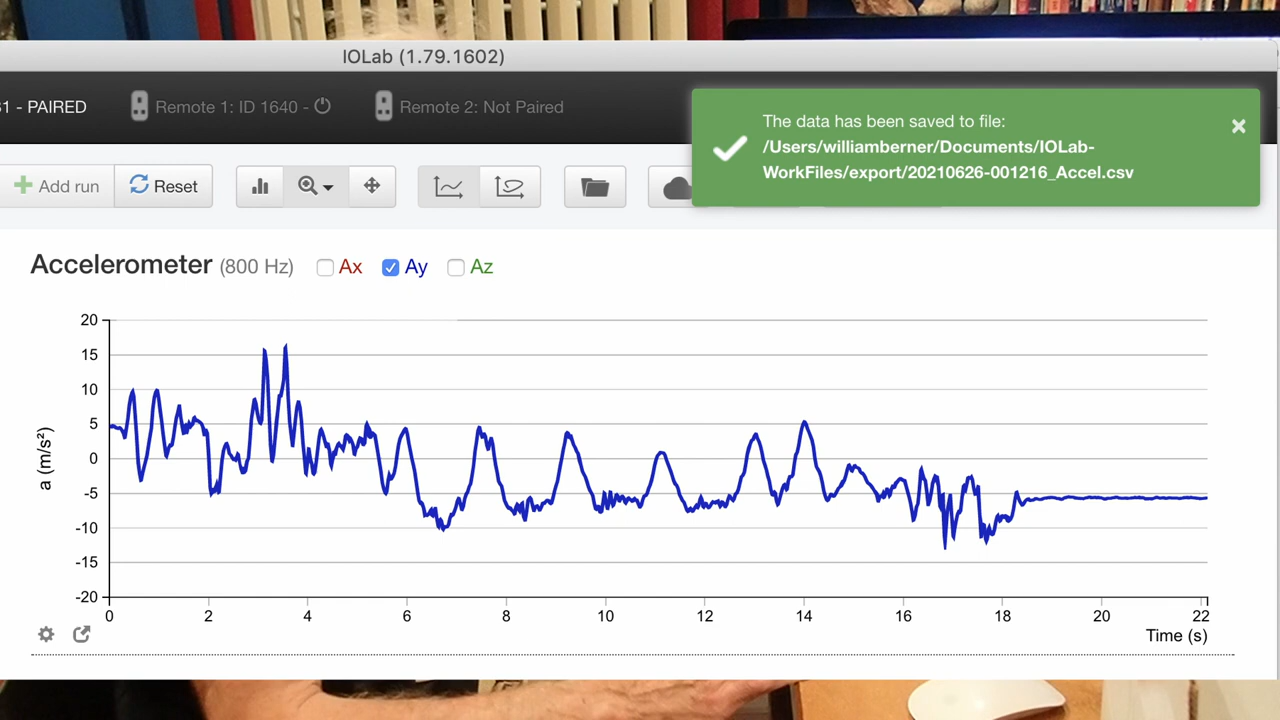 IOLab (1.79.1602)
61 - PAIRED
Remote 1: ID 1640 -
Remote 2: Not Paired
The data has been saved to file:
/Users/williamberner/Documents/IOLab-
WorkFiles/export/20210626-001216_Accel.csv
Add run
Reset
Accelerometer (800 Hz) Ax Ay Az
20
15
10
5
0
-5
-10
-15
-20
a (m/s²)
0 2 4 6 8 10 12 14 16 18 20 22
Time (s)